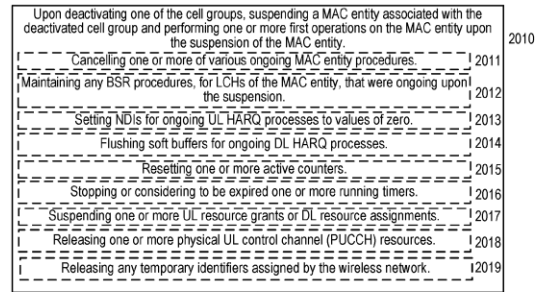 Upon deactivating one of the cell groups, suspending a MAC entity associated with the
deactivated cell group and performing one or more first operations on the MAC entity upon
the suspension of the MAC entity.
2010
Cancelling one or more of various ongoing MAC entity procedures.
2011
Maintaining any BSR procedures, for LCHs of the MAC entity, that were ongoing upon
the suspension.
2012
Setting NDIs for ongoing UL HARQ processes to values of zero.
2013
Flushing soft buffers for ongoing DL HARQ processes.
2014
Resetting one or more active counters.
2015
Stopping or considering to be expired one or more running timers.
2016
Suspending one or more UL resource grants or DL resource assignments.
2017
Releasing one or more physical UL control channel (PUCCH) resources.
2018
Releasing any temporary identifiers assigned by the wireless network.
2019